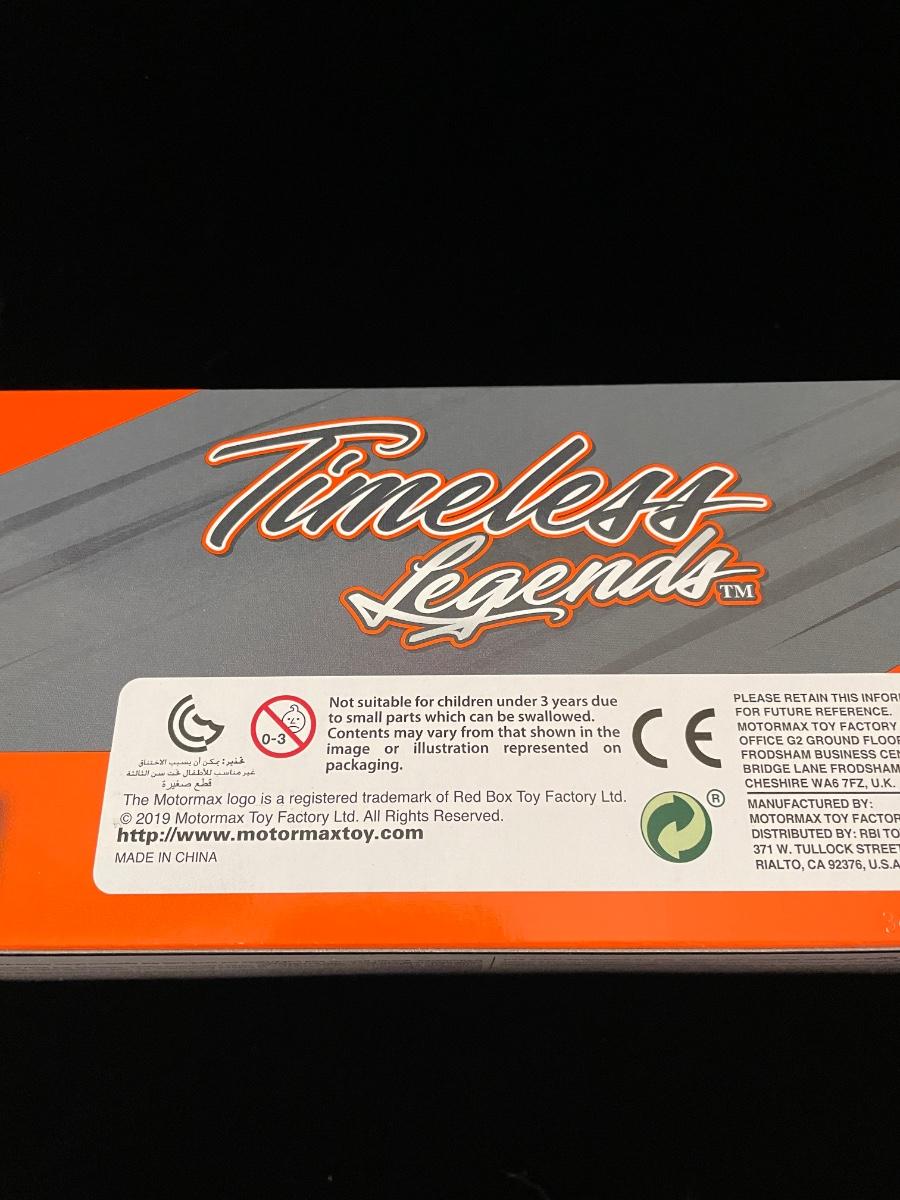 Timeless
Legends TM
0-3
تحذير: يمكن أن يسبب الاختناق
غير مناسب للأطفال تحت سن الثالثة
قطع صغيرة
Not suitable for children under 3 years due
to small parts which can be swallowed.
Contents may vary from that shown in the
image or illustration represented on
packaging.
The Motormax logo is a registered trademark of Red Box Toy Factory Ltd.
© 2019 Motormax Toy Factory Ltd. All Rights Reserved.
http://www.motormaxtoy.com
MADE IN CHINA
CE
®
PLEASE RETAIN THIS INFOR
FOR FUTURE REFERENCE.
MOTORMAX TOY FACTORY
OFFICE G2 GROUND FLOOR
FRODSHAM BUSINESS CEN
BRIDGE LANE FRODSHAM
CHESHIRE WA6 7FZ, U.K.
MANUFACTURED BY:
MOTORMAX TOY FACTOR
DISTRIBUTED BY: RBI TO
371 W. TULLOCK STREET
RIALTO, CA 92376, U.S.A